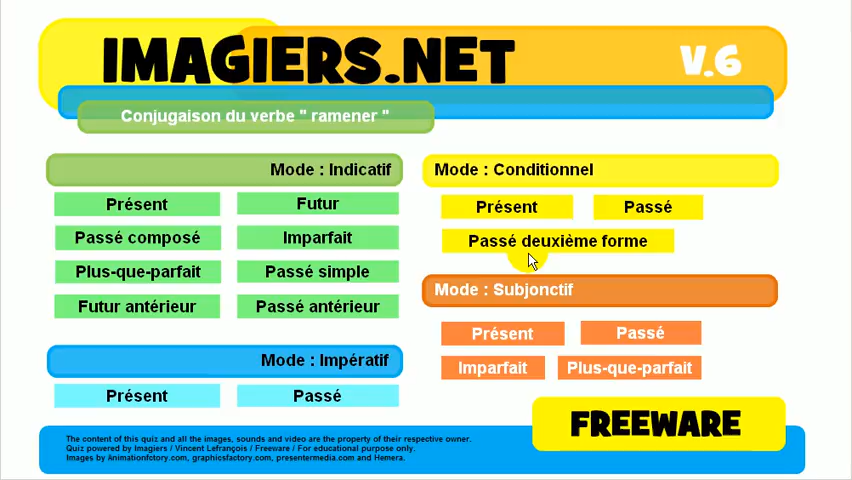 IMAGIERS.NET
V.6
Conjugaison du verbe " ramener "
Mode : Indicatif
Présent
Futur
Passé composé
Imparfait
Plus-que-parfait
Passé simple
Futur antérieur
Passé antérieur
Mode : Impératif
Présent
Passé
Mode : Conditionnel
Présent
Passé
Passé deuxième forme
Mode : Subjonctif
Présent
Passé
Imparfait
Plus-que-parfait
FREEWARE
The content of this quiz and all the images, sounds and video are the property of their respective owner.
Quiz powered by Imagiers / Vincent Lefrançois / Freeware / For educational purpose only.
Images by Animationfctory.com, graphicsfactory.com, presentermedia.com and Hemera.